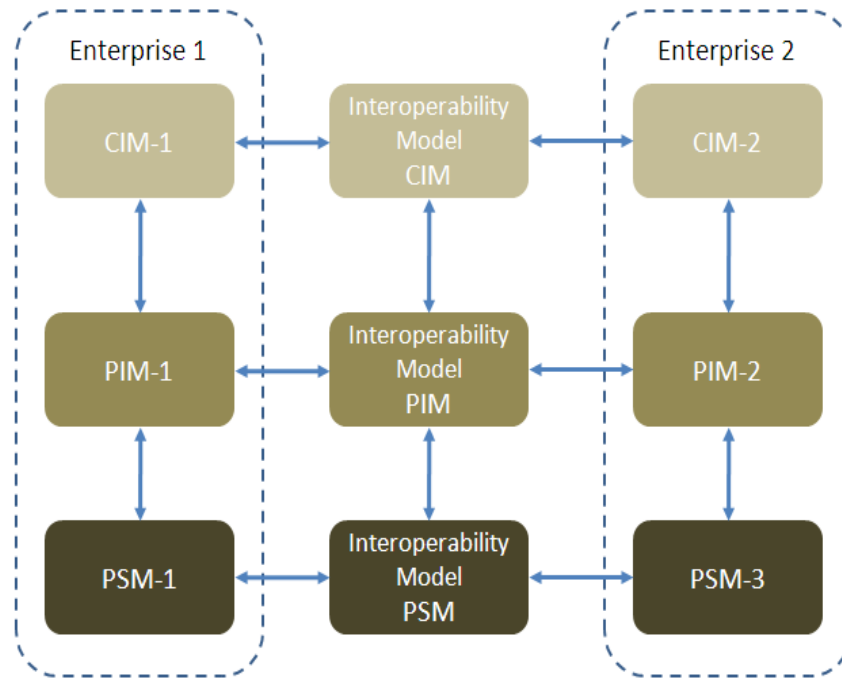 Enterprise 1
Enterprise 2
CIM-1
Interoperability
Model
CIM
CIM-2
PIM-1
Interoperability
Model
PIM
PIM-2
PSM-1
Interoperability
Model
PSM
PSM-3